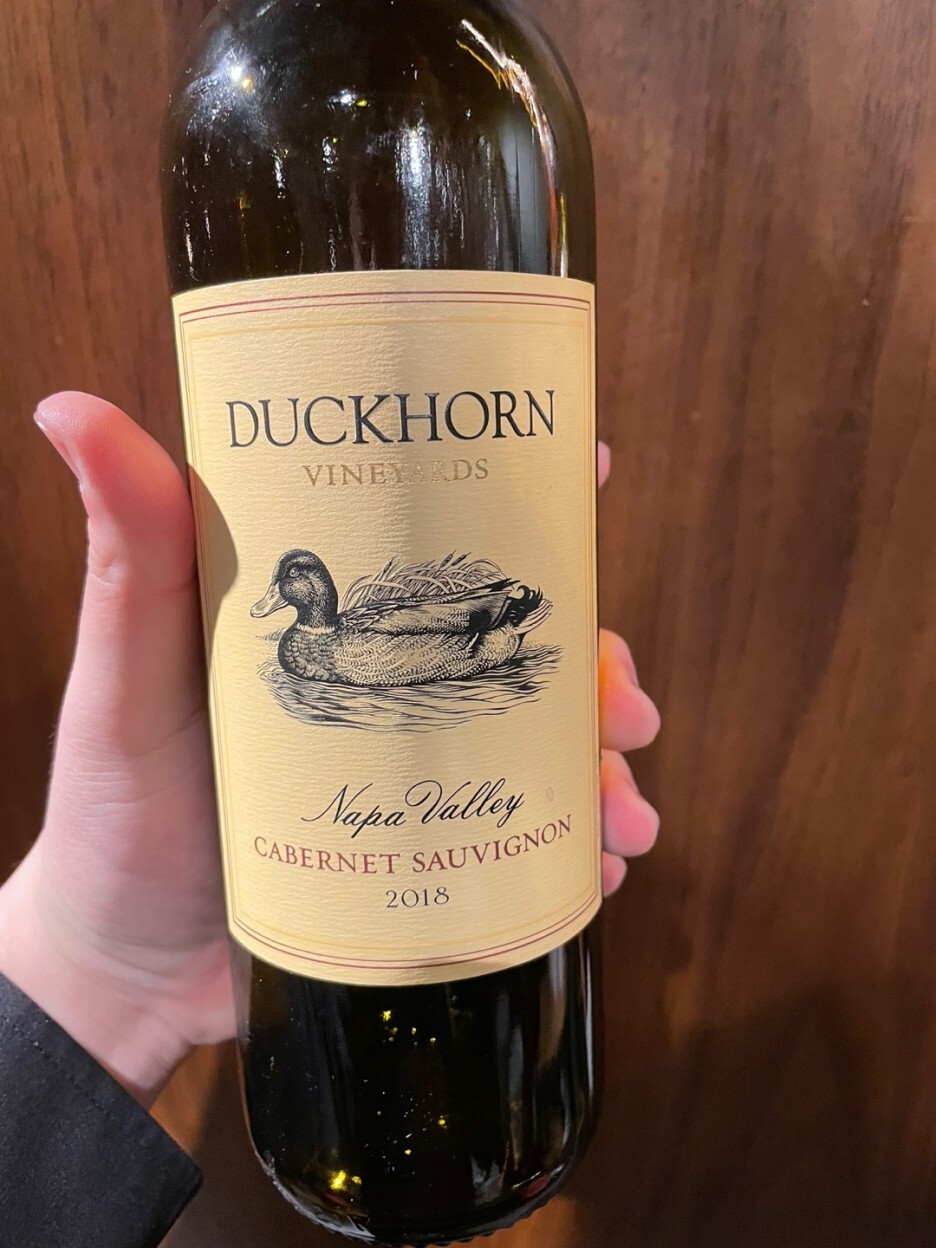 DUCKHORN
VINEYARDS
Napa Valley
CABERNET SAUVIGNON
2018